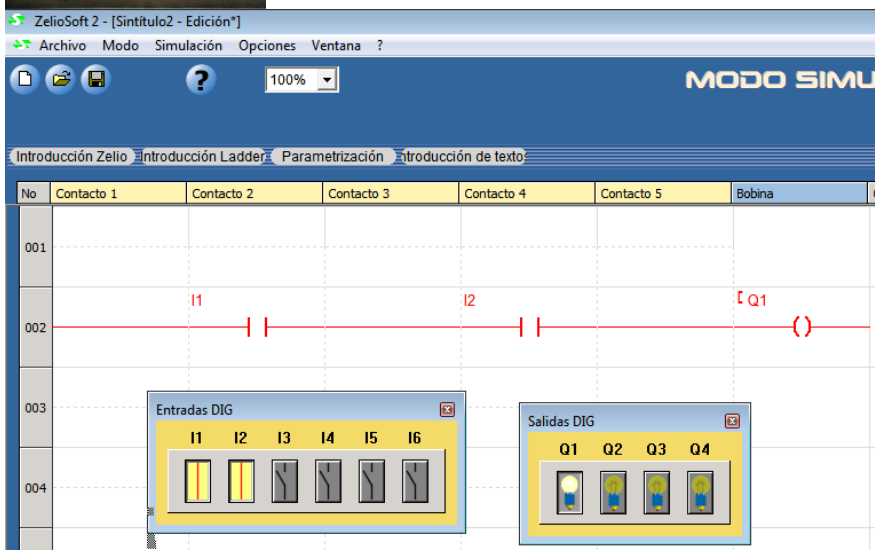 ZelioSoft 2 - [Sintítulo2 - Edición*]
Archivo Modo Simulación Opciones Ventana ?
? 100% MODO SIMU
Introducción Zelio Introducción Ladder Parametrización ntroducción de textos
No Contacto 1 Contacto 2 Contacto 3 Contacto 4 Contacto 5 Bobina
001
I1 I2 [ Q1
002
003
Entradas DIG
I1 I2 I3 I4 I5 I6
Salidas DIG
Q1 Q2 Q3 Q4
004